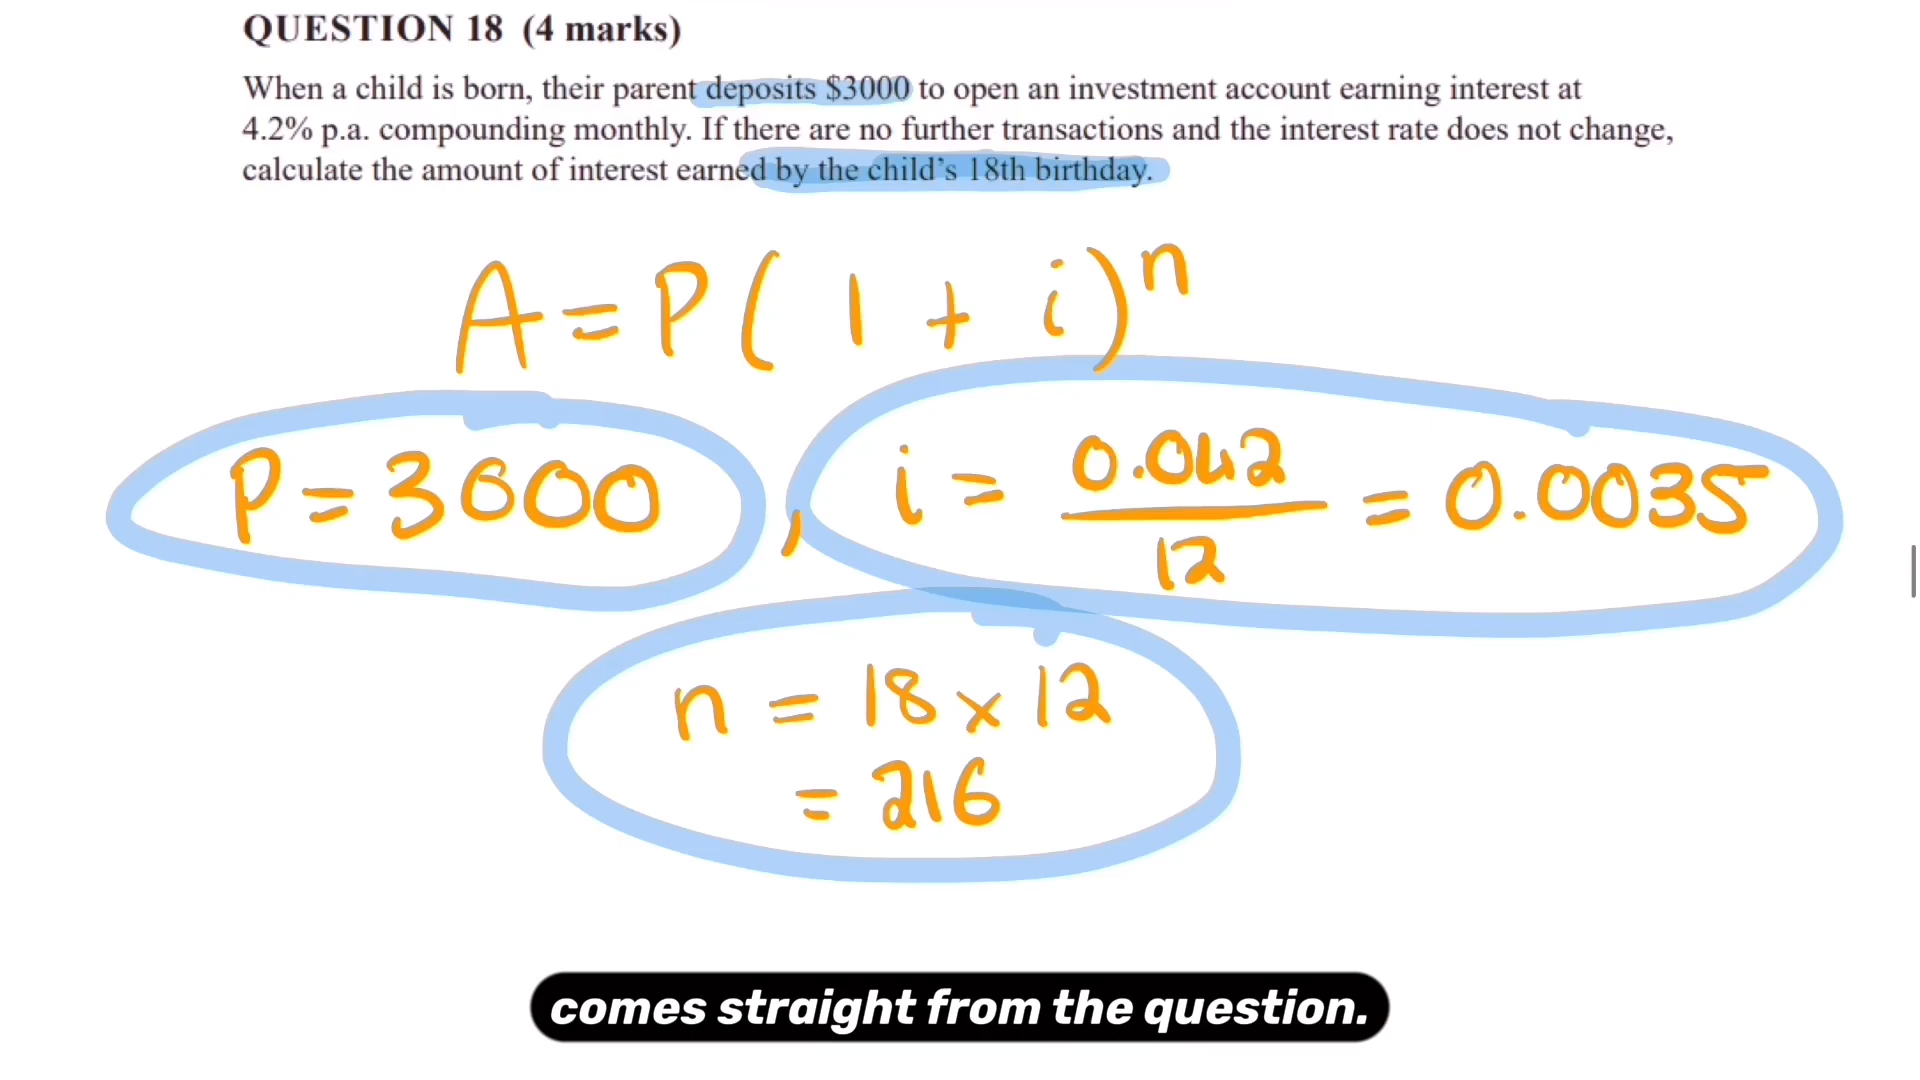 QUESTION 18 (4 marks)
When a child is born, their parent deposits $3000 to open an investment account earning interest at
4.2% p.a. compounding monthly. If there are no further transactions and the interest rate does not change,
calculate the amount of interest earned by the child's 18th birthday.
A = P(1 + i)^n
P = 3000, i = 0.042/12 = 0.0035
n = 18 x 12
= 216
comes straight from the question.